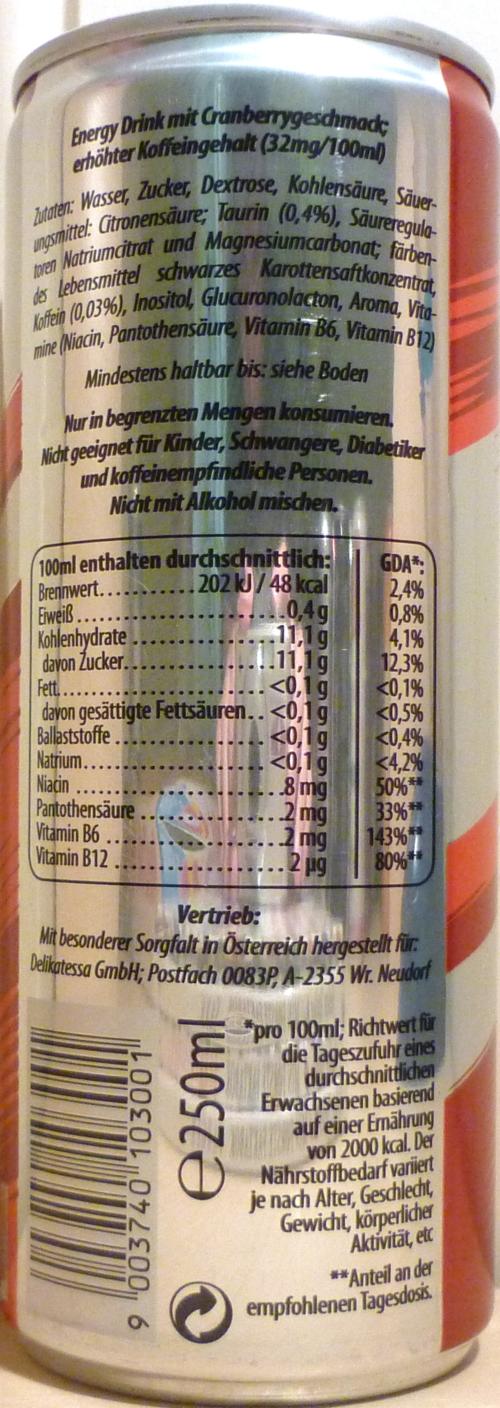 Energy Drink mit Cranberrygeschmack;
erhöhter Koffeingehalt (32mg/100ml)
Zutaten: Wasser, Zucker, Dextrose, Kohlensäure, Säuer-
ungsmittel: Citronensäure; Taurin (0,4%), Säureregula-
toren Natriumcitrat und Magnesiumcarbonat; färben-
des Lebensmittel schwarzes Karottensaftkonzentrat,
Koffein (0,03%), Inositol, Glucuronolacton, Aroma, Vita-
mine (Niacin, Pantothensäure, Vitamin B6, Vitamin B12)
Mindestens haltbar bis: siehe Boden
Nur in begrenzten Mengen konsumieren.
Nicht geeignet für Kinder, Schwangere, Diabetiker
und koffeinempfindliche Personen.
Nicht mit Alkohol mischen.
100ml enthalten durchschnittlich: GDA*:
Brennwert............202 kJ / 48 kcal 2,4%
Eiweiß.......................0,4 g 0,8%
Kohlenhydrate ...................11,1 g 4,1%
davon Zucker...................11,1 g 12,3%
Fett.......................... <0,1 g <0,1%
davon gesättigte Fettsäuren.. <0,1 g <0,5%
Ballaststoffe ................... <0,1 g <0,4%
Natrium....................... <0,1 g <4,2%
Niacin .........................8 mg 50%**
Pantothensäure ..................2 mg 33%**
Vitamin B6 .....................2 mg 143%**
Vitamin B12 ....................2 µg 80%**
Vertrieb:
Mit besonderer Sorgfalt in Österreich hergestellt für:
Delikatessa GmbH; Postfach 0083P, A-2355 Wr. Neudorf
*pro 100ml; Richtwert für
die Tageszufuhr eines
durchschnittlichen
Erwachsenen basierend
auf einer Ernährung
von 2000 kcal. Der
Nährstoffbedarf variiert
je nach Alter, Geschlecht,
Gewicht, körperlicher
Aktivität, etc
**Anteil an der
empfohlenen Tagesdosis.
e250ml
9 003740 103001